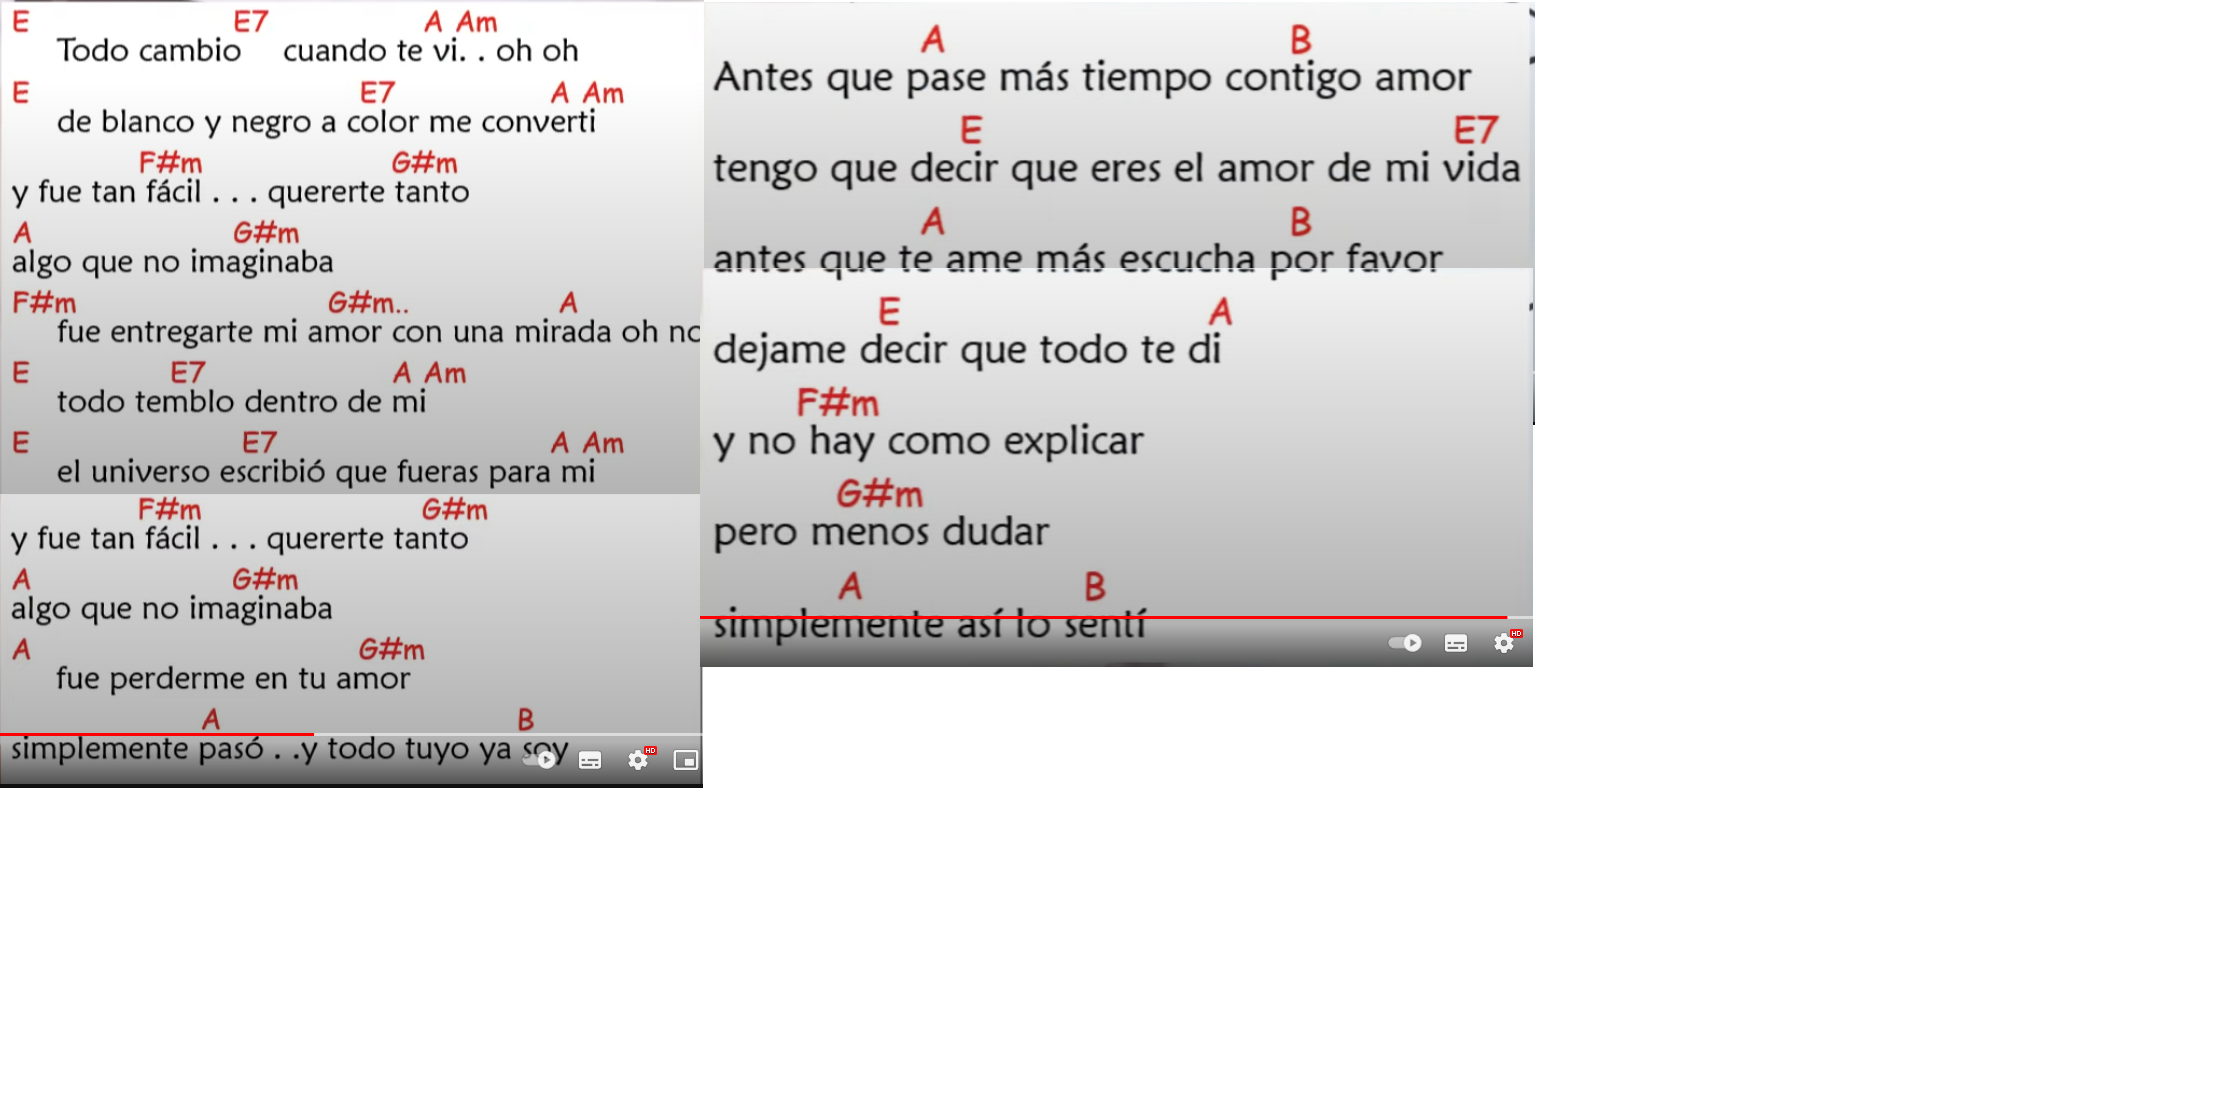 E E7 A Am
Todo cambio cuando te vi. . oh oh
E E7 A Am
de blanco y negro a color me converti
F#m G#m
y fue tan fácil . . . quererte tanto
A G#m
algo que no imaginaba
F#m G#m.. A
fue entregarte mi amor con una mirada oh no
E E7 A Am
todo temblo dentro de mi
E E7 A Am
el universo escribió que fueras para mi
F#m G#m
y fue tan fácil . . . quererte tanto
A G#m
algo que no imaginaba
A G#m
fue perderme en tu amor
A B
simplemente pasó . .y todo tuyo ya soy
HD
A B
Antes que pase más tiempo contigo amor
E E7
tengo que decir que eres el amor de mi vida
A B
antes que te ame más escucha por favor
E A
dejame decir que todo te di
F#m
y no hay como explicar
G#m
pero menos dudar
A B
simplemente así lo sentí
HD